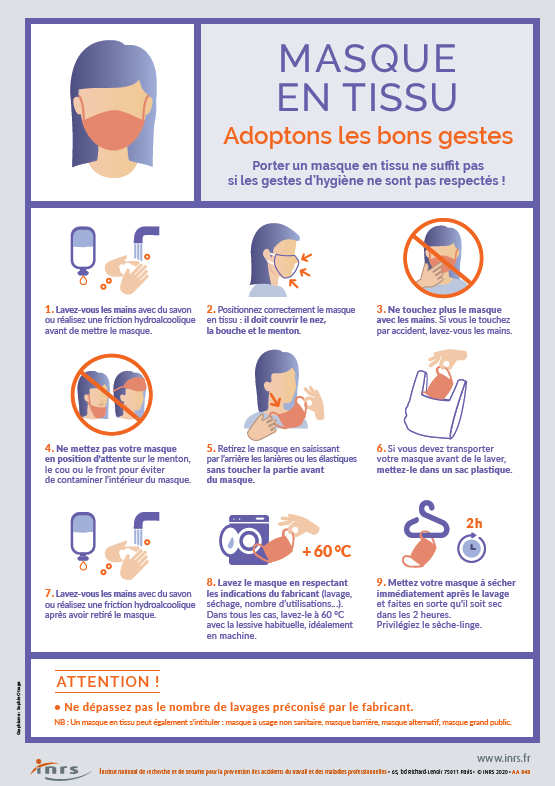 MASQUE
EN TISSU
Adoptons les bons gestes
Porter un masque en tissu ne suffit pas
si les gestes d'hygiène ne sont pas respectés !
1. Lavez-vous les mains avec du savon
ou réalisez une friction hydroalcoolique
avant de mettre le masque.
2. Positionnez correctement le masque
en tissu : il doit couvrir le nez,
la bouche et le menton.
3. Ne touchez plus le masque
avec les mains. Si vous le touchez
par accident, lavez-vous les mains.
4. Ne mettez pas votre masque
en position d'attente sur le menton,
le cou ou le front pour éviter
de contaminer l'intérieur du masque.
5. Retirez le masque en saisissant
par l'arrière les lanières ou les élastiques
sans toucher la partie avant
du masque.
6. Si vous devez transporter
votre masque avant de le laver,
mettez-le dans un sac plastique.
+ 60 °C
2h
7. Lavez-vous les mains avec du savon
ou réalisez une friction hydroalcoolique
après avoir retiré le masque.
8. Lavez le masque en respectant
les indications du fabricant (lavage,
séchage, nombre d'utilisations...).
Dans tous les cas, lavez-le à 60 °C
avec la lessive habituelle, idéalement
en machine.
9. Mettez votre masque à sécher
immédiatement après le lavage
et faites en sorte qu'il soit sec
dans les 2 heures.
Privilégiez le sèche-linge.
ATTENTION !
• Ne dépassez pas le nombre de lavages préconisé par le fabricant.
NB : Un masque en tissu peut également s'intituler : masque à usage non sanitaire, masque barrière, masque alternatif, masque grand public.
www.inrs.fr
inrs
Institut national de recherche et de sécurité pour la prévention des accidents du travail et des maladies professionnelles • 65, bd Richard-Lenoir 75011 Paris • © INRS 2020 • AA 848